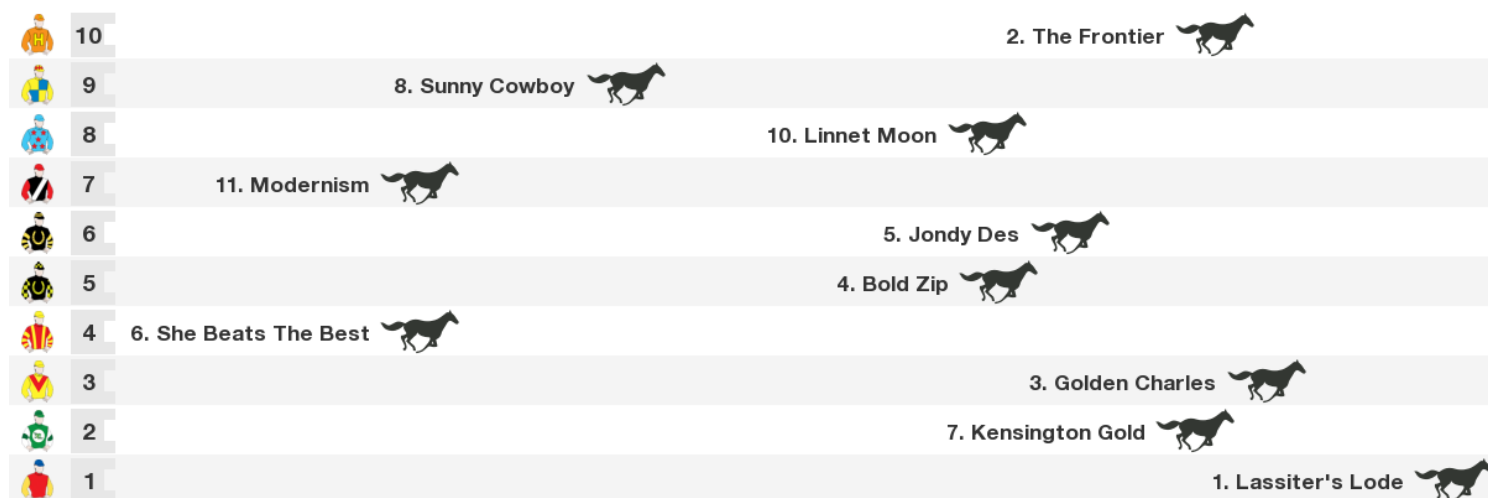 10 2. The Frontier
9 8. Sunny Cowboy
8 10. Linnet Moon
7 11. Modernism
6 5. Jondy Des
5 4. Bold Zip
4 6. She Beats The Best
3 3. Golden Charles
2 7. Kensington Gold
1 1. Lassiter's Lode